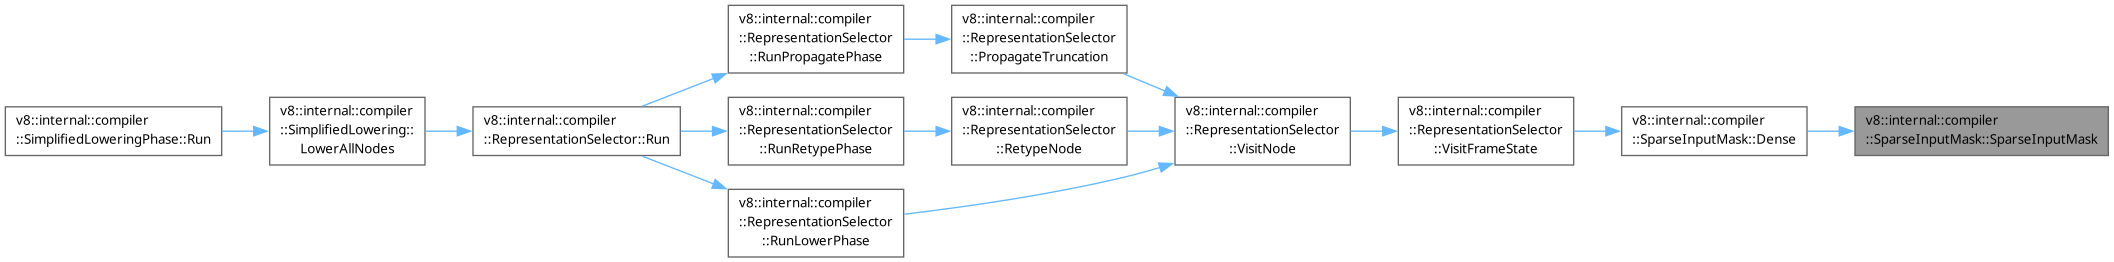 v8::internal::compiler
::SimplifiedLoweringPhase::Run
v8::internal::compiler
::SimplifiedLowering::
LowerAllNodes
v8::internal::compiler
::RepresentationSelector::Run
v8::internal::compiler
::RepresentationSelector
::RunPropagatePhase
v8::internal::compiler
::RepresentationSelector
::PropagateTruncation
v8::internal::compiler
::RepresentationSelector
::RunRetypePhase
v8::internal::compiler
::RepresentationSelector
::RetypeNode
v8::internal::compiler
::RepresentationSelector
::RunLowerPhase
v8::internal::compiler
::RepresentationSelector
::VisitNode
v8::internal::compiler
::RepresentationSelector
::VisitFrameState
v8::internal::compiler
::SparseInputMask::Dense
v8::internal::compiler
::SparseInputMask::SparseInputMask